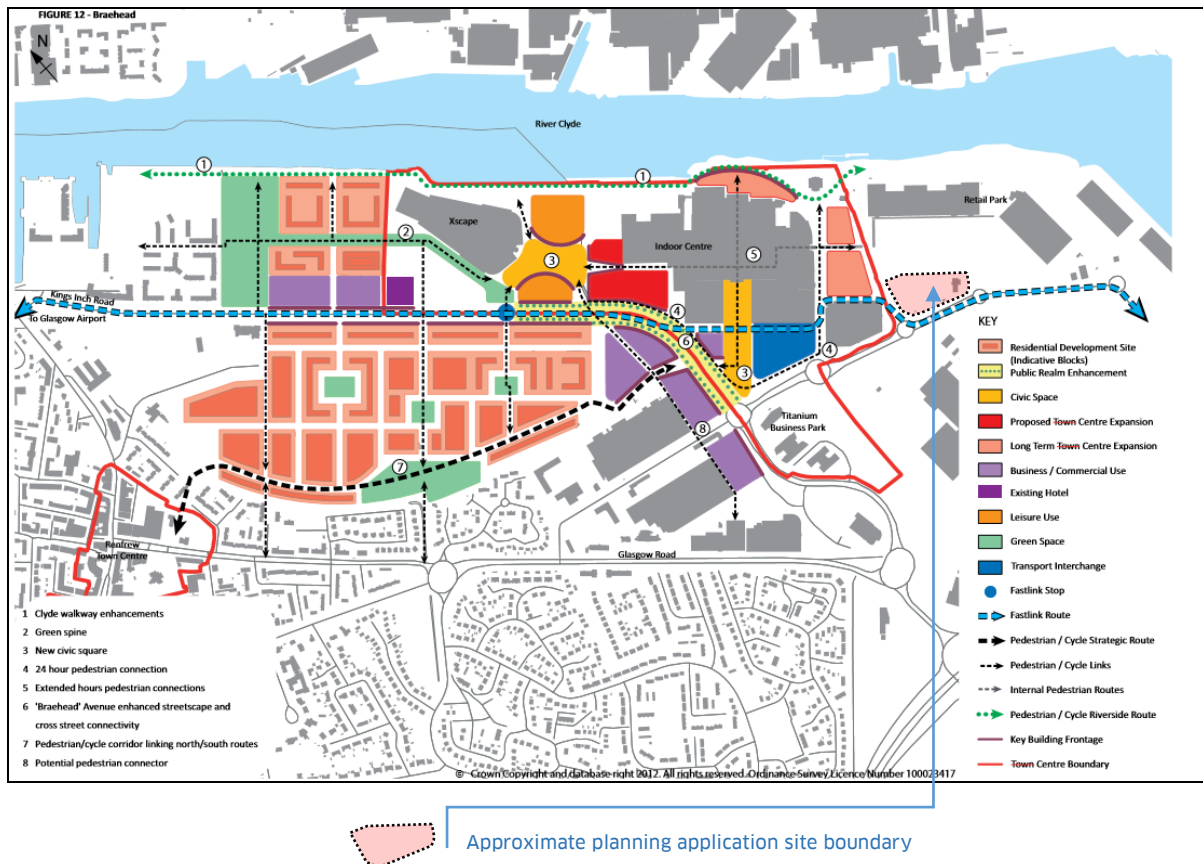 FIGURE 12 - Braehead
N
River Clyde
1
1
Xscape
2
3
Indoor Centre
5
Retail Park
Kings Inch Road
To Glasgow Airport
4
6
4
3
8
Titanium
Business Park
7
Renfrew
Town Centre
Glasgow Road
KEY
Residential Development Site
(Indicative Blocks)
Public Realm Enhancement
Civic Space
Proposed Town Centre Expansion
Long Term Town Centre Expansion
Business / Commercial Use
Existing Hotel
Leisure Use
Green Space
Transport Interchange
Fastlink Stop
Fastlink Route
Pedestrian / Cycle Strategic Route
Pedestrian / Cycle Links
Internal Pedestrian Routes
Pedestrian / Cycle Riverside Route
Key Building Frontage
Town Centre Boundary
1 Clyde walkway enhancements
2 Green spine
3 New civic square
4 24 hour pedestrian connection
5 Extended hours pedestrian connections
6 'Braehead' Avenue enhanced streetscape and
cross street connectivity
7 Pedestrian/cycle corridor linking north/south routes
8 Potential pedestrian connector
© Crown Copyright and database right 2012. All rights reserved. Ordinance Survey Licence Number 100023417
Approximate planning application site boundary